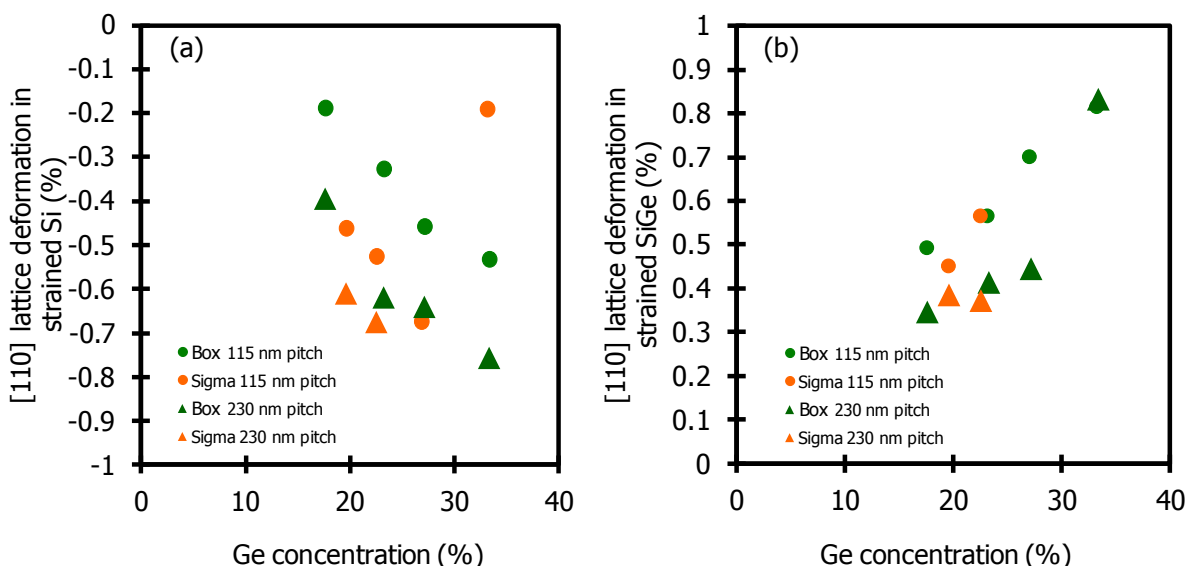 (a)
[110] lattice deformation in
strained Si (%)
0
-0.1
-0.2
-0.3
-0.4
-0.5
-0.6
-0.7
-0.8
-0.9
-1
Box 115 nm pitch
Sigma 115 nm pitch
Box 230 nm pitch
Sigma 230 nm pitch
0 10 20 30 40
Ge concentration (%)
(b)
[110] lattice deformation in
strained SiGe (%)
1
0.9
0.8
0.7
0.6
0.5
0.4
0.3
0.2
0.1
0
Box 115 nm pitch
Sigma 115 nm pitch
Box 230 nm pitch
Sigma 230 nm pitch
0 10 20 30 40
Ge concentration (%)